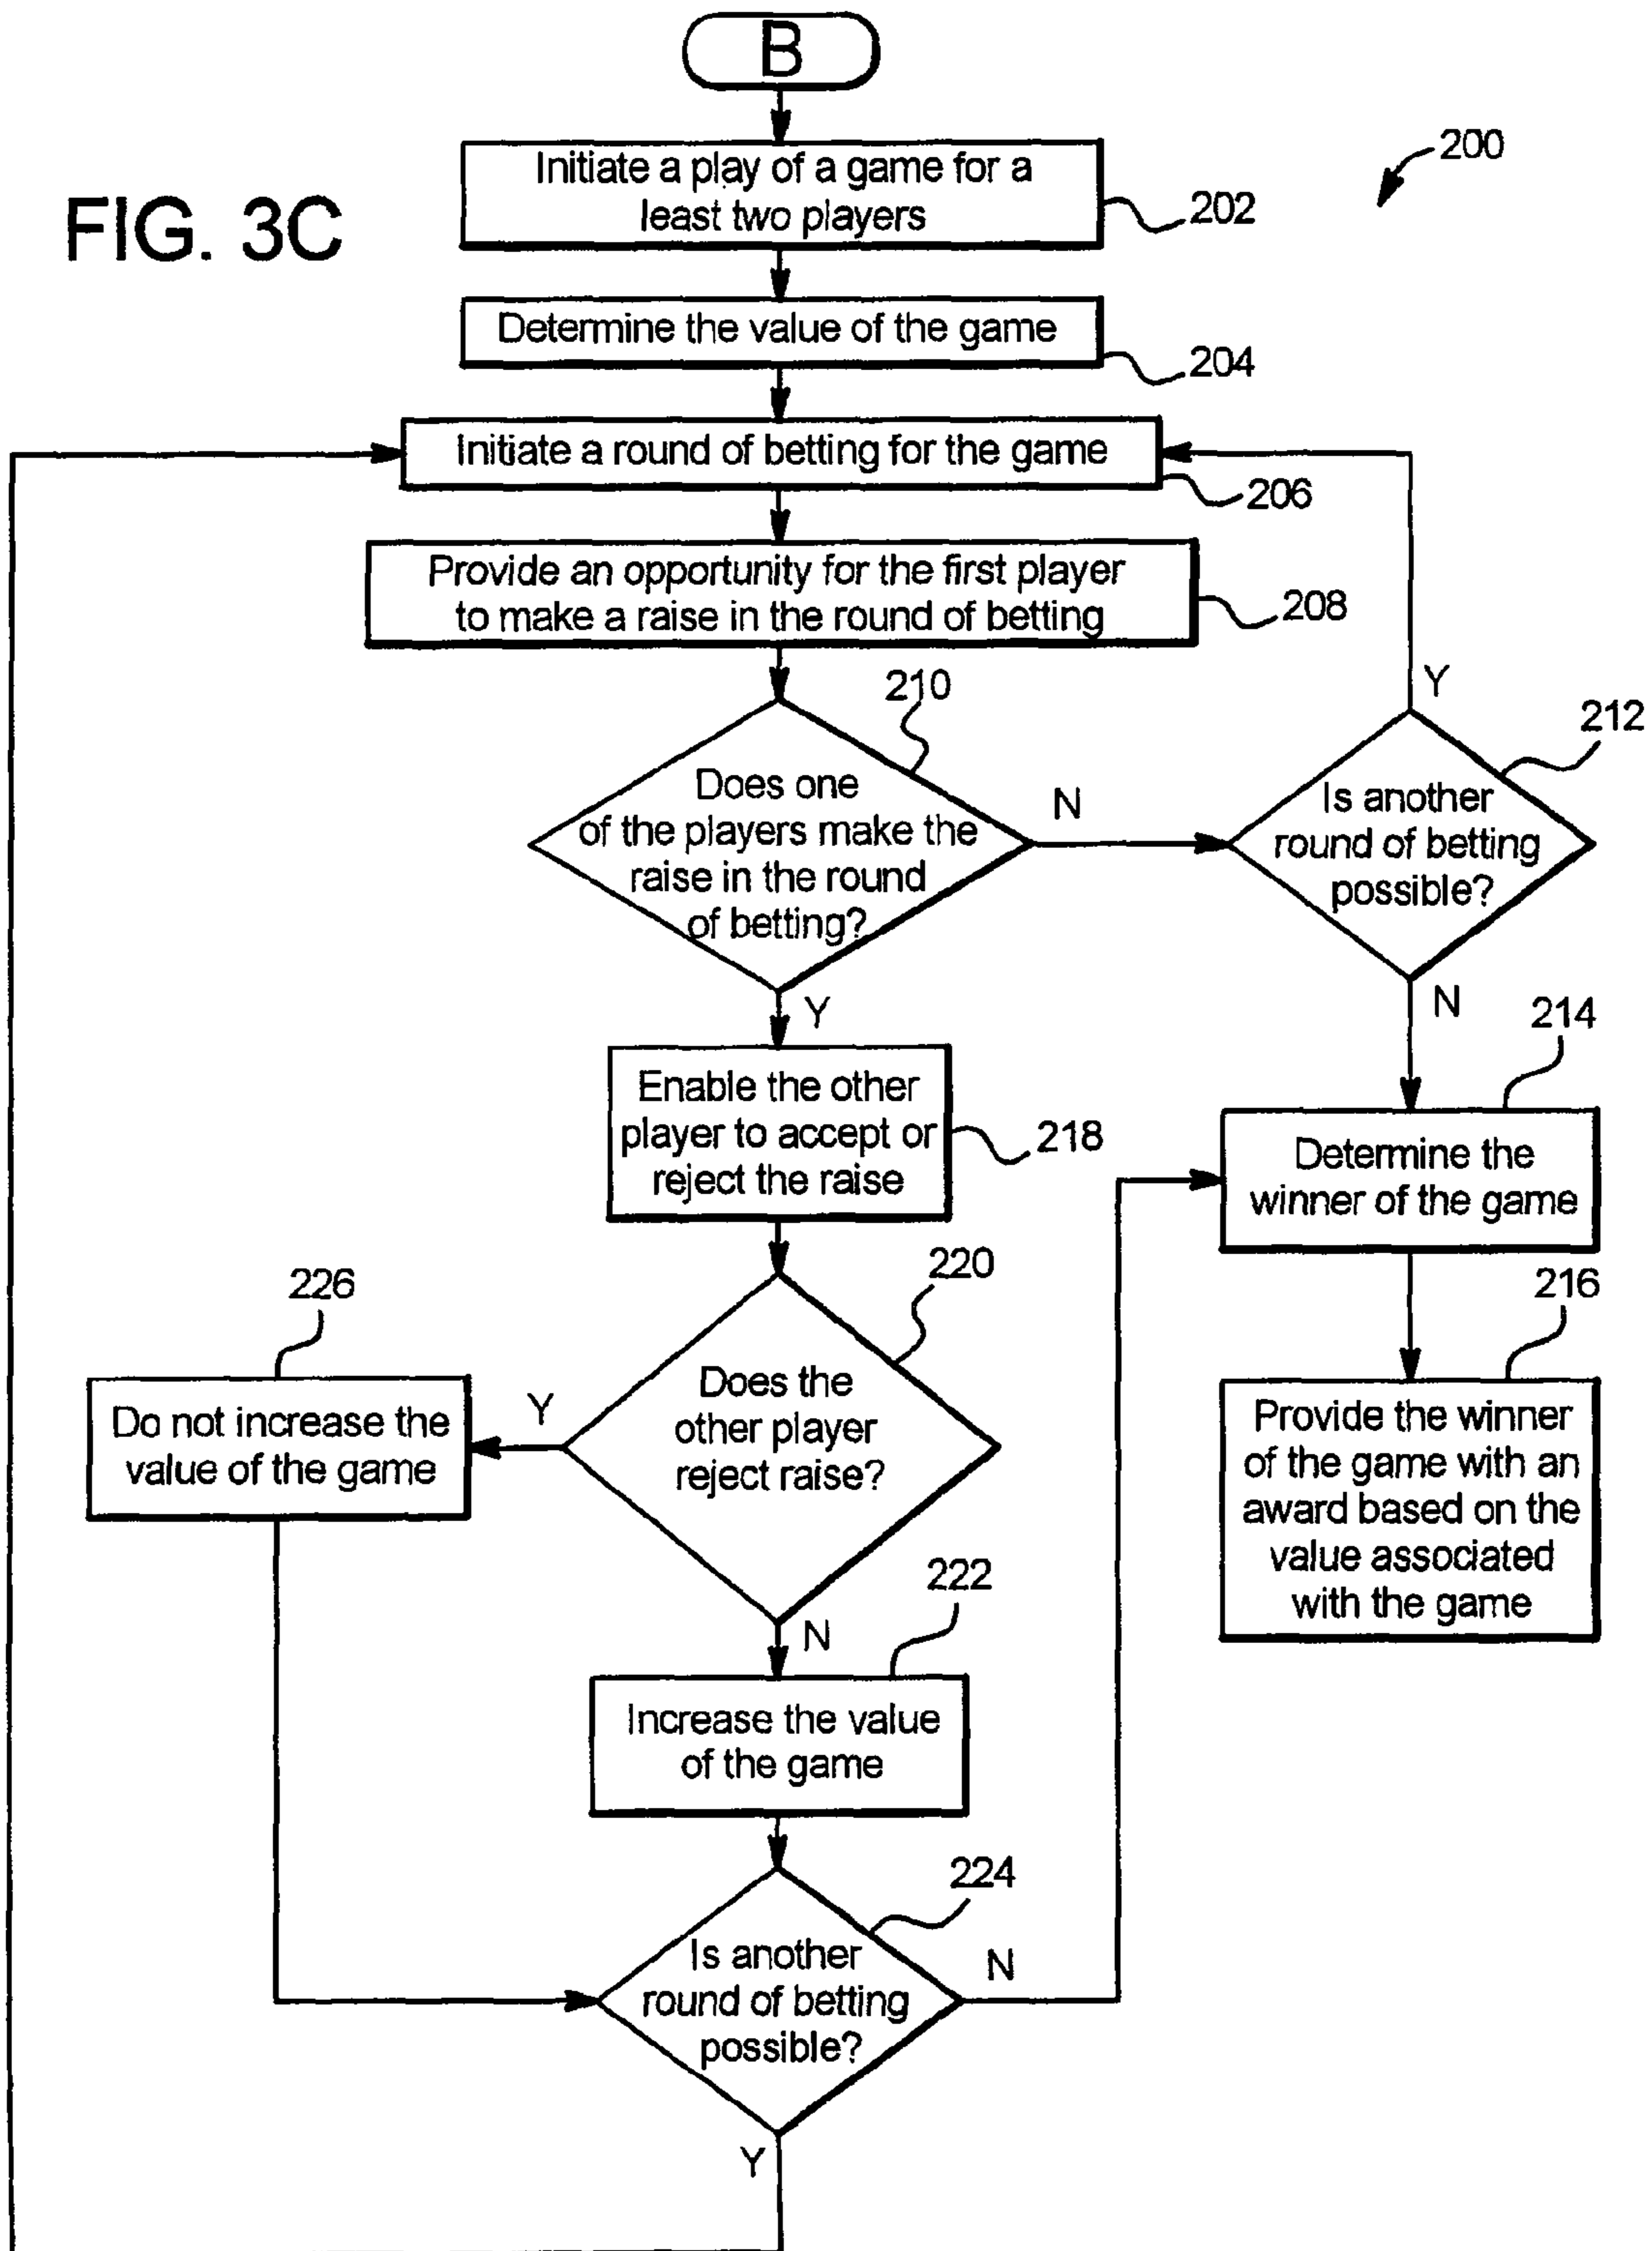 B
200
FIG. 3C
Initiate a play of a game for a
least two players
202
Determine the value of the game
204
Initiate a round of betting for the game
206
Provide an opportunity for the first player
to make a raise in the round of betting
208
210
Does one
of the players make the
raise in the round
of betting?
N
Y
212
Is another
round of betting
possible?
Y
N
214
Determine the
winner of the game
216
Provide the winner
of the game with an
award based on the
value associated
with the game
Enable the other
player to accept or
reject the raise
218
220
Does the
other player
reject raise?
Y
226
Do not increase the
value of the game
N
222
Increase the value
of the game
224
Is another
round of betting
possible?
N
Y